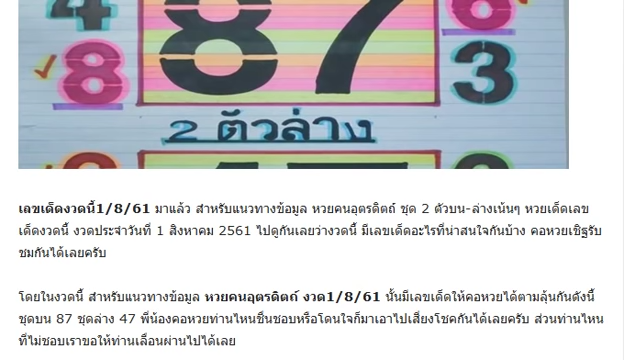 4 87 6
8 3
2 ตัวล่าง
เลขเด็ดงวดนี้1/8/61 มาแล้ว สำหรับแนวทางข้อมูล หวยคนอุตรดิตถ์ ชุด 2 ตัวบน-ล่างเน้นๆ หวยเด็ดเลข
เด็ดงวดนี้ งวดประจำวันที่ 1 สิงหาคม 2561 ไปดูกันเลยว่างวดนี้ มีเลขเด็ดอะไรที่น่าสนใจกันบ้าง คอหวยเชิญรับ
ชมกันได้เลยครับ
โดยในงวดนี้ สำหรับแนวทางข้อมูล หวยคนอุตรดิตถ์ งวด1/8/61 นั้นมีเลขเด็ดให้คอหวยได้ตามลุ้นกันดังนี้
ชุดบน 87 ชุดล่าง 47 พี่น้องคอหวยท่านไหนชื่นชอบหรือโดนใจก็มาเอาไปเสี่ยงโชคกันได้เลยครับ ส่วนท่านไหน
ที่ไม่ชอบเราขอให้ท่านเลื่อนผ่านไปได้เลย